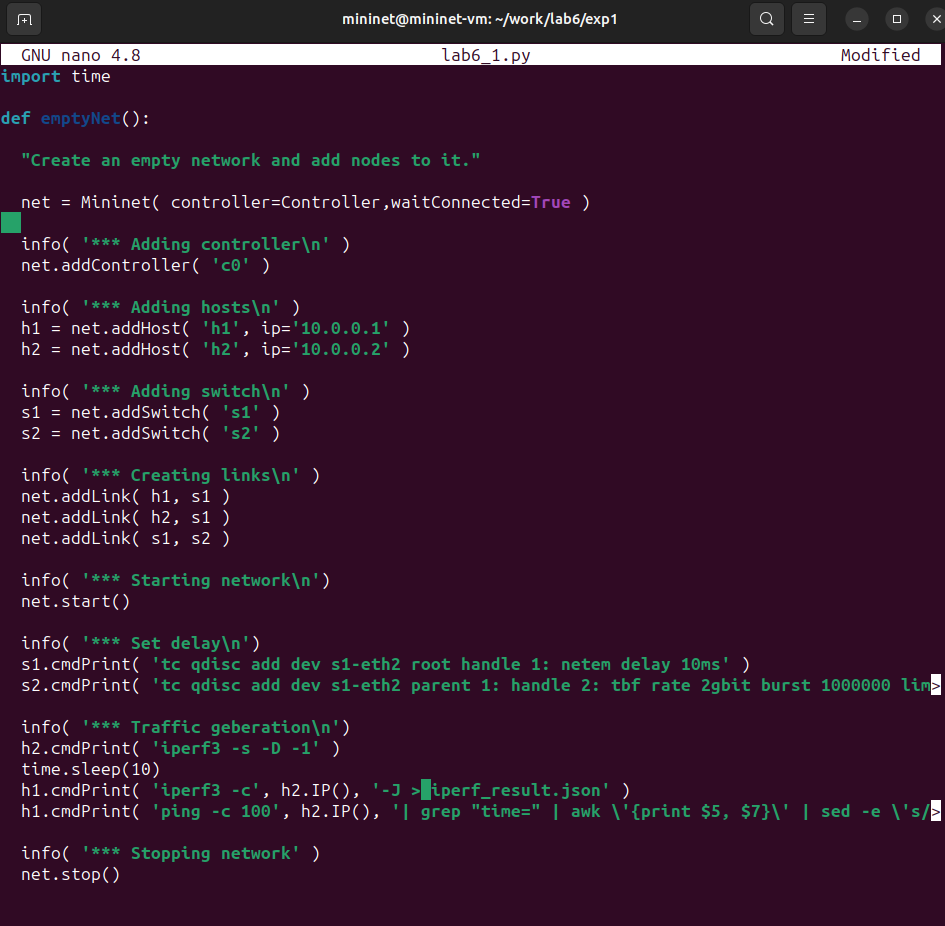 mininet@mininet-vm: ~/work/lab6/exp1
GNU nano 4.8 lab6_1.py Modified
import time
def emptyNet():
"Create an empty network and add nodes to it."
net = Mininet( controller=Controller,waitConnected=True )
info( '*** Adding controller\n' )
net.addController( 'c0' )
info( '*** Adding hosts\n' )
h1 = net.addHost( 'h1', ip='10.0.0.1' )
h2 = net.addHost( 'h2', ip='10.0.0.2' )
info( '*** Adding switch\n' )
s1 = net.addSwitch( 's1' )
s2 = net.addSwitch( 's2' )
info( '*** Creating links\n' )
net.addLink( h1, s1 )
net.addLink( h2, s1 )
net.addLink( s1, s2 )
info( '*** Starting network\n')
net.start()
info( '*** Set delay\n')
s1.cmdPrint( 'tc qdisc add dev s1-eth2 root handle 1: netem delay 10ms' )
s2.cmdPrint( 'tc qdisc add dev s1-eth2 parent 1: handle 2: tbf rate 2gbit burst 1000000 lim>
info( '*** Traffic geberation\n')
h2.cmdPrint( 'iperf3 -s -D -1' )
time.sleep(10)
h1.cmdPrint( 'iperf3 -c', h2.IP(), '-J > iperf_result.json' )
h1.cmdPrint( 'ping -c 100', h2.IP(), '| grep "time=" | awk \'{print $5, $7}\' | sed -e \'s/>
info( '*** Stopping network' )
net.stop()